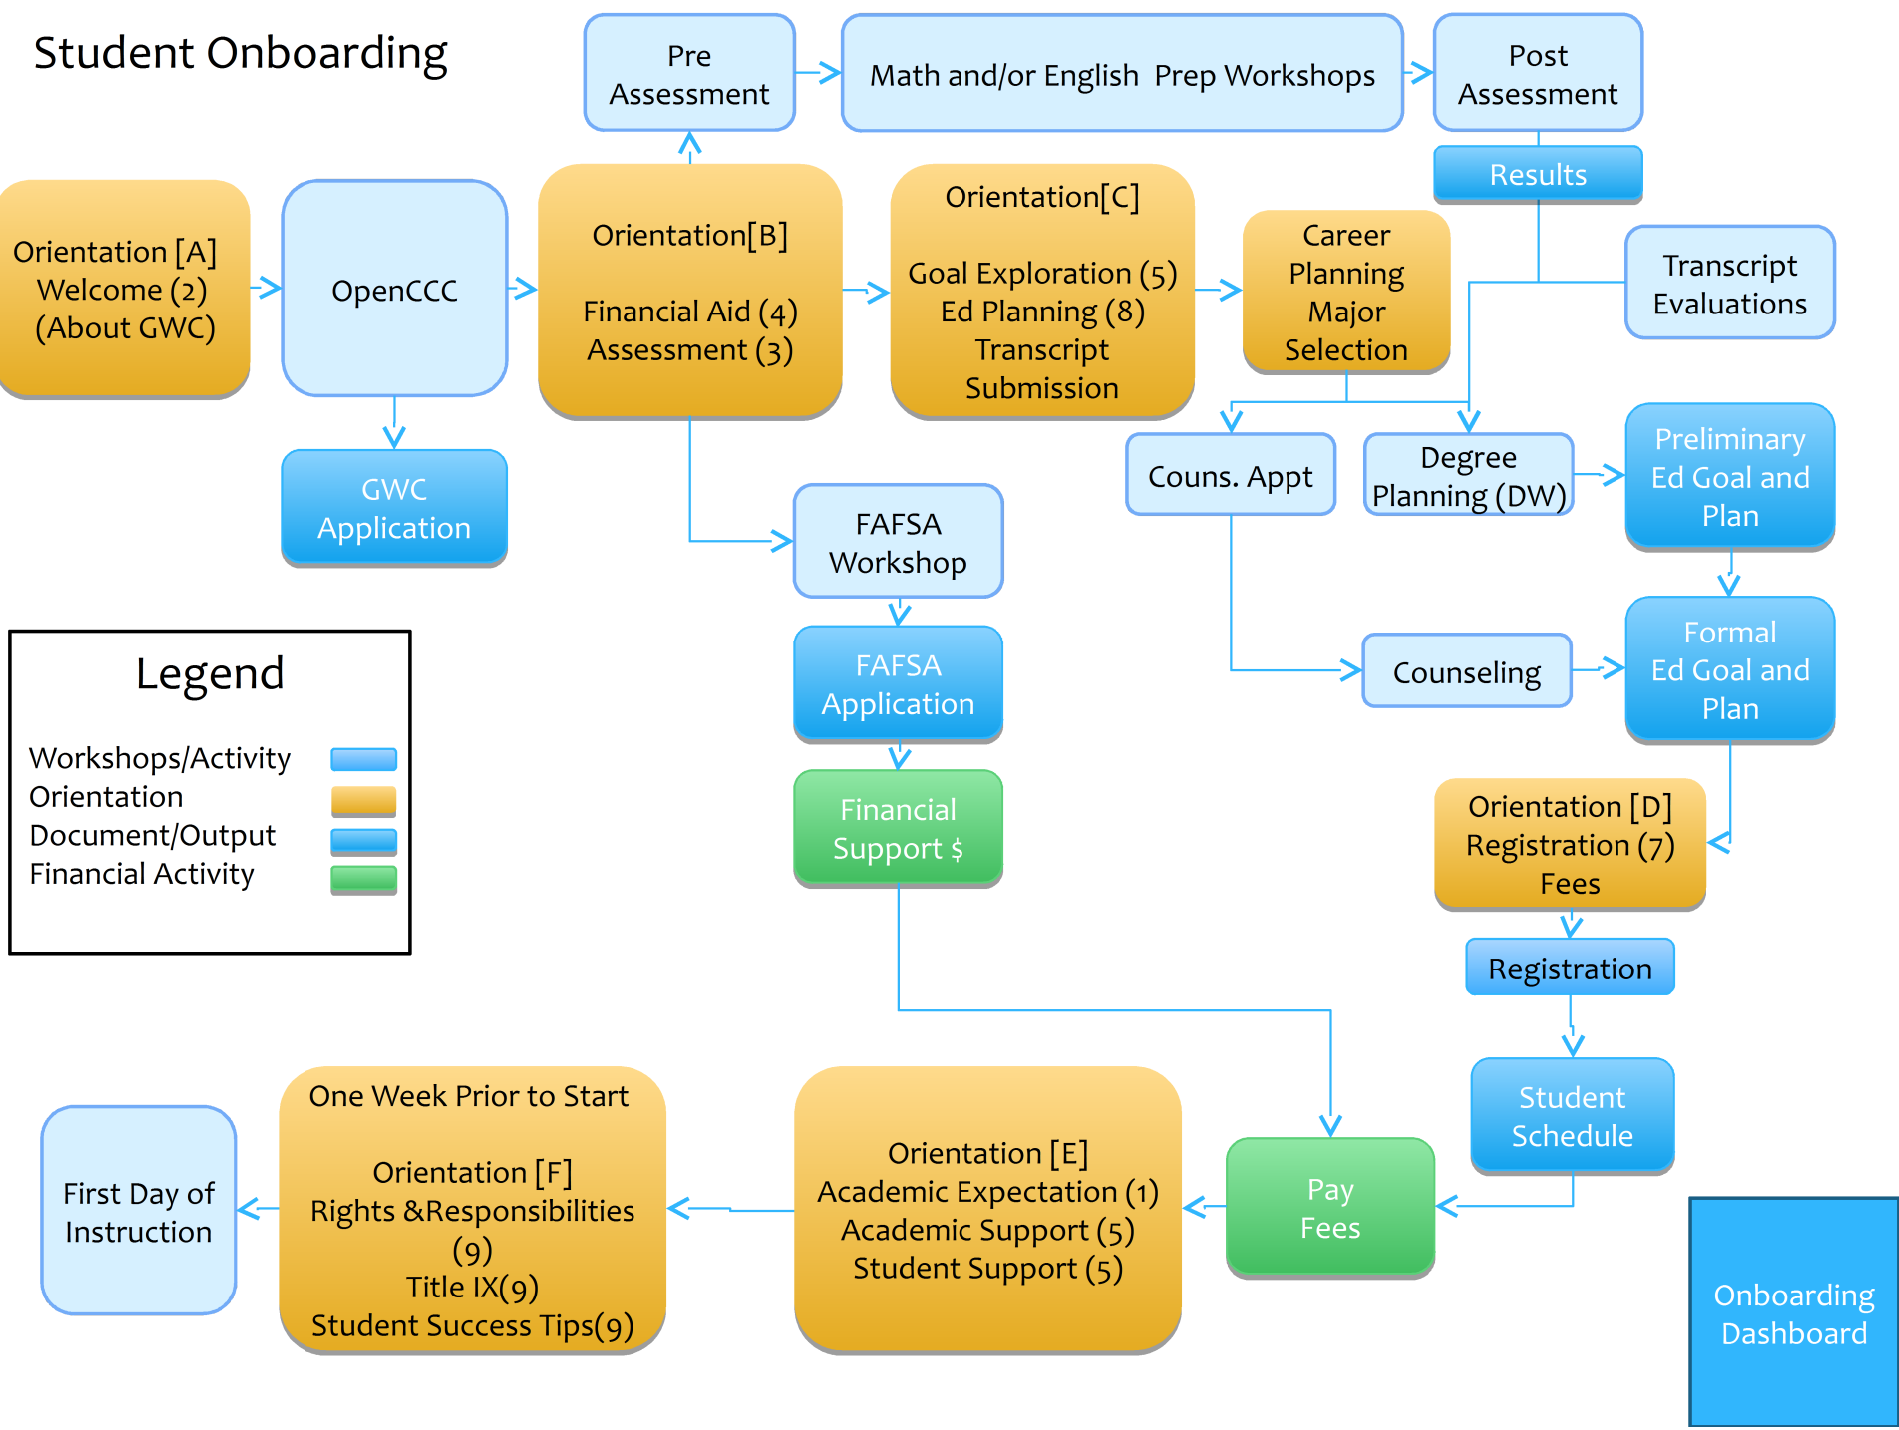 Student Onboarding
Pre
Assessment
Math and/or English  Prep Workshops
Post
Assessment
Results
Orientation [A]
Welcome (2)
(About GWC)
OpenCCC
Orientation[B]
Financial Aid (4)
Assessment (3)
Orientation[C]
Goal Exploration (5)
Ed Planning (8)
Transcript
Submission
Career
Planning
Major
Selection
Transcript
Evaluations
GWC
Application
Couns. Appt
Degree
Planning (DW)
Preliminary
Ed Goal and
Plan
FAFSA
Workshop
FAFSA
Application
Financial
Support $
Counseling
Formal
Ed Goal and
Plan
Legend
Workshops/Activity
Orientation
Document/Output
Financial Activity
Orientation [D]
Registration (7)
Fees
Registration
Student
Schedule
Pay
Fees
Orientation [E]
Academic Expectation (1)
Academic Support (5)
Student Support (5)
One Week Prior to Start
Orientation [F]
Rights &Responsibilities
(9)
Title IX(9)
Student Success Tips(9)
First Day of
Instruction
Onboarding
Dashboard